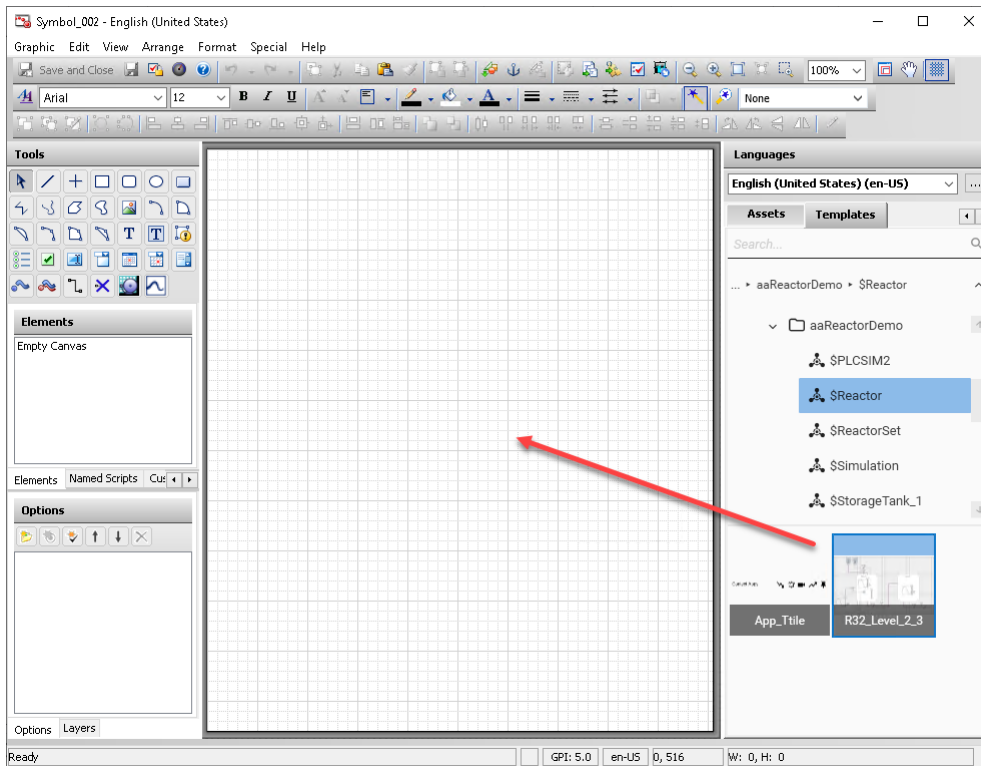 Symbol_002 - English (United States)
Graphic Edit View Arrange Format Special Help
Save and Close 100%
Arial 12 B I U A None
Tools
T T
Elements
Empty Canvas
Elements Named Scripts Cus
Options
Options Layers
Languages
English (United States) (en-US) ...
Assets Templates
Search...
... ▸ aaReactorDemo ▸ $Reactor
aaReactorDemo
$PLCSIM2
$Reactor
$ReactorSet
$Simulation
$StorageTank_1
App_Ttile R32_Level_2_3
Ready GPI: 5.0 en-US 0, 516 W: 0, H: 0